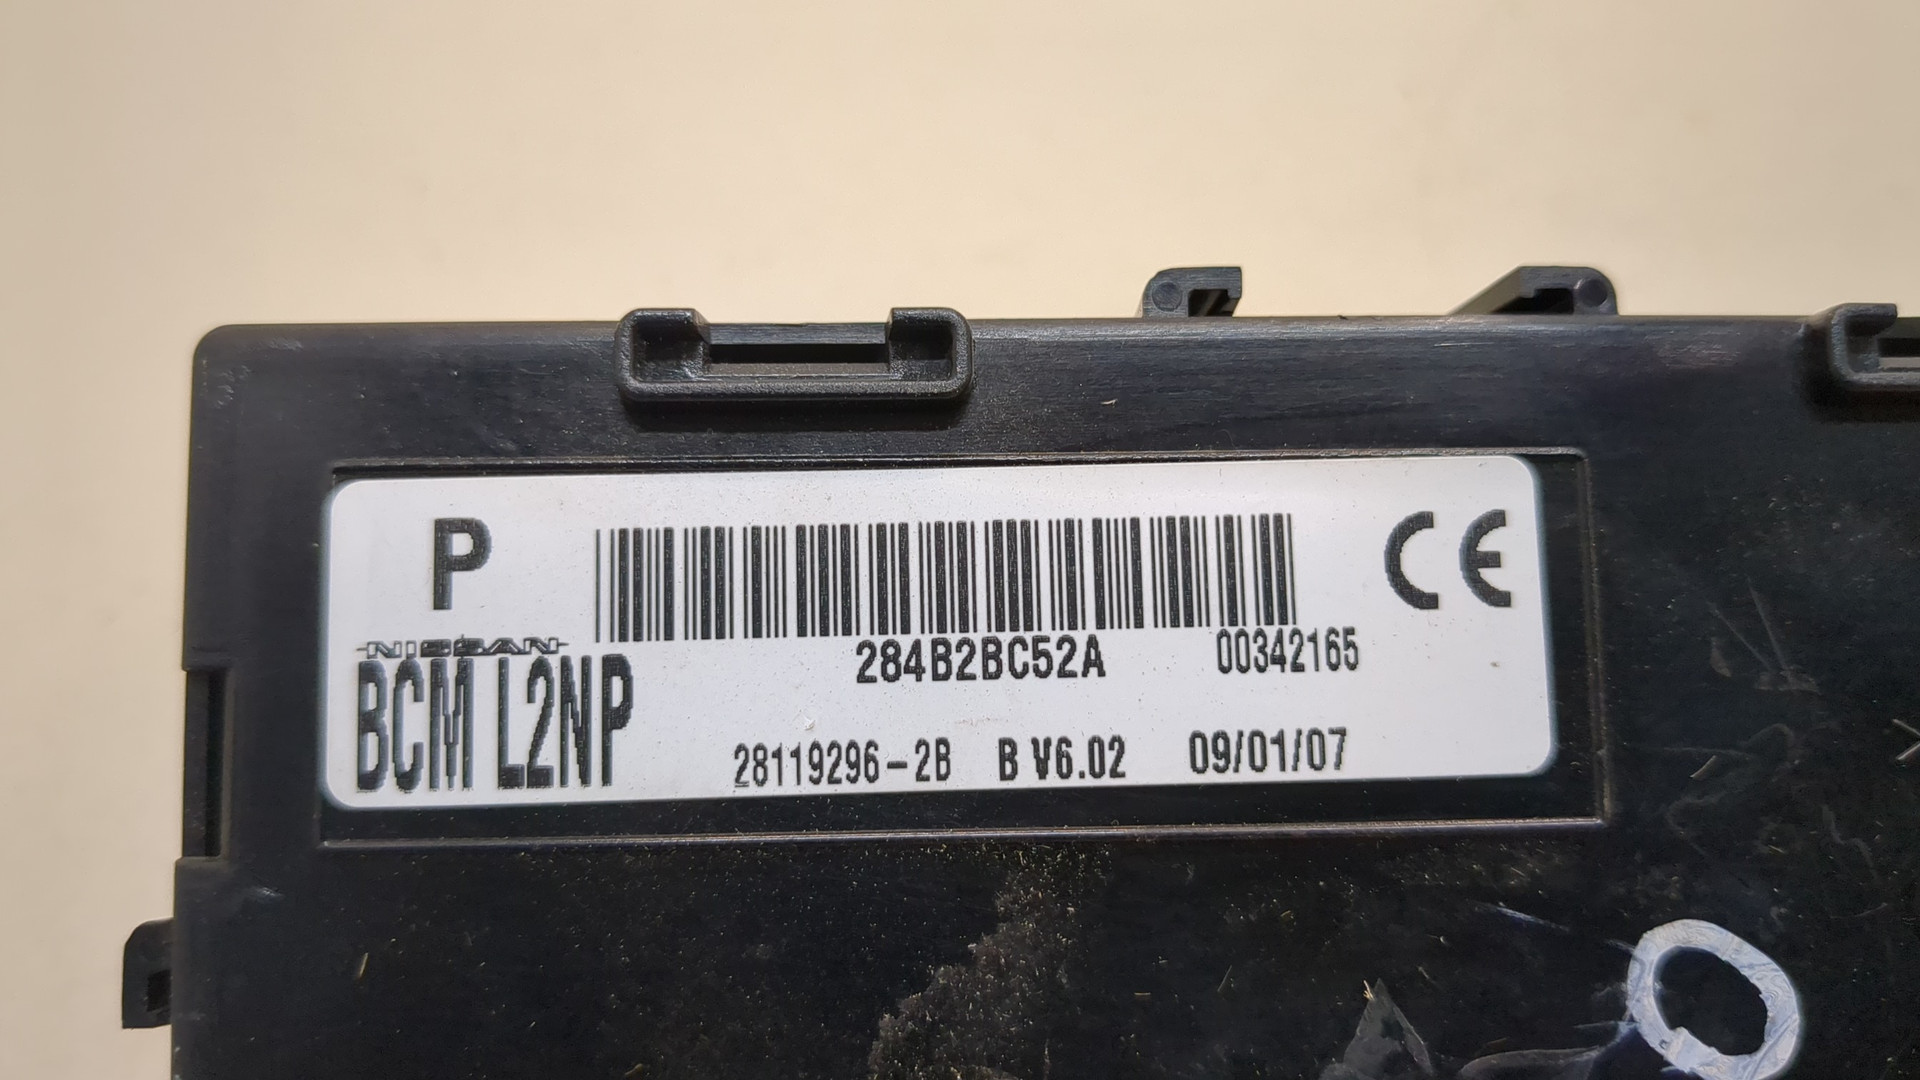 P
CE
NISSAN
284B2BC52A 00342165
BCM L2NP
28119296-2B B V6.02 09/01/07